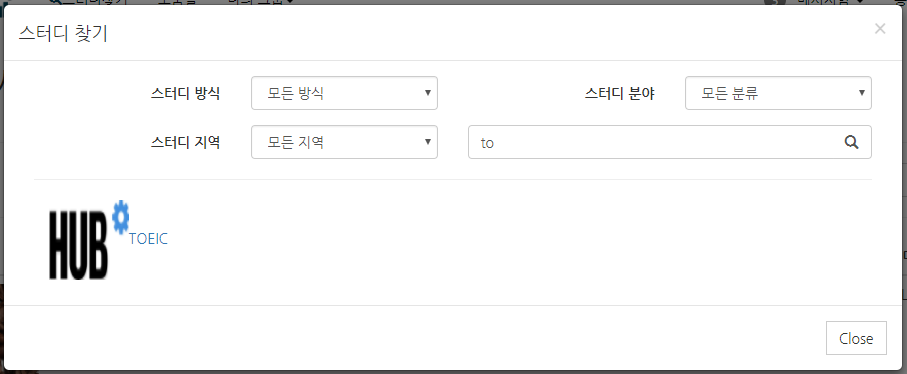 스터디 찾기 ×
스터디 방식 모든 방식 스터디 분야 모든 분류
스터디 지역 모든 지역 to
HUB TOEIC
Close